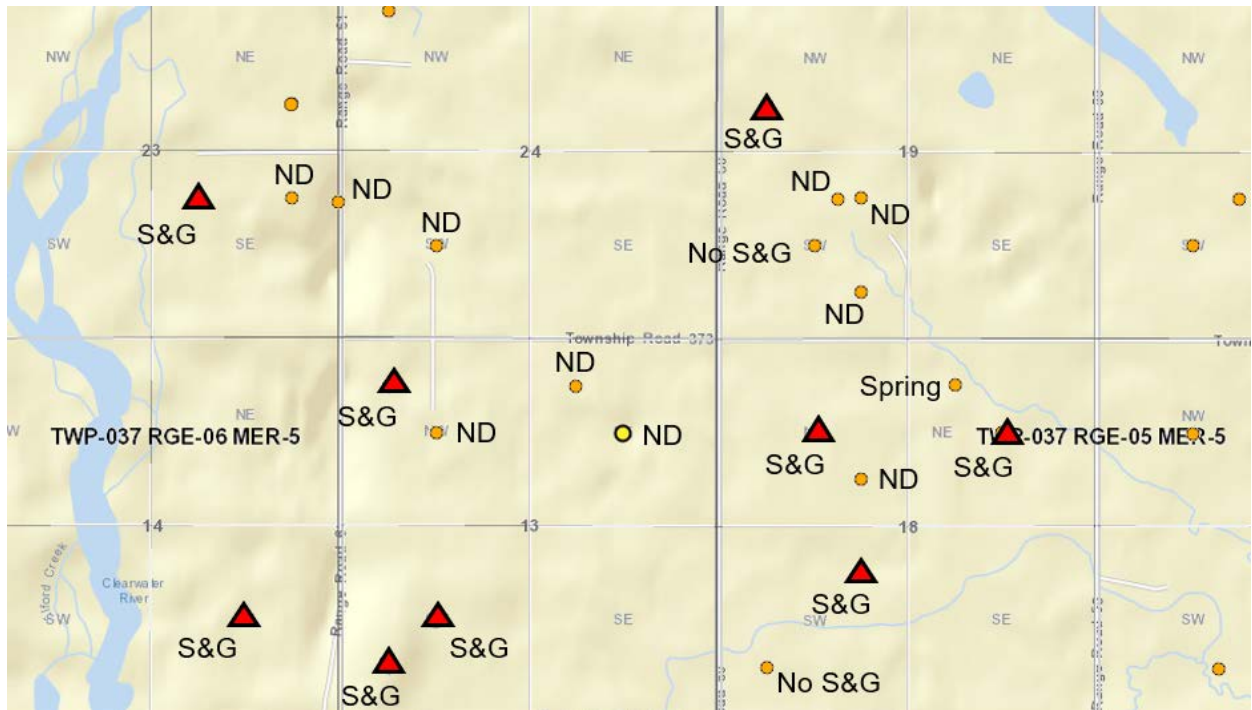 NW
NE
NW
NE
NW
NE
S&G
23
24
19
ND
ND
ND
ND
S&G
ND
SW
SE
SW
SE
No S&G
SW
SE
SW
ND
Township Road 373
ND
Spring
S&G
NE
NW
ND
ND
NE
NW
TWP-037 RGE-06 MER-5
TWP-037 RGE-05 MER-5
S&G
S&G
ND
14
13
18
Clearwater
River
S&G
SW
SE
SW
SE
SW
S&G
S&G
S&G
No S&G